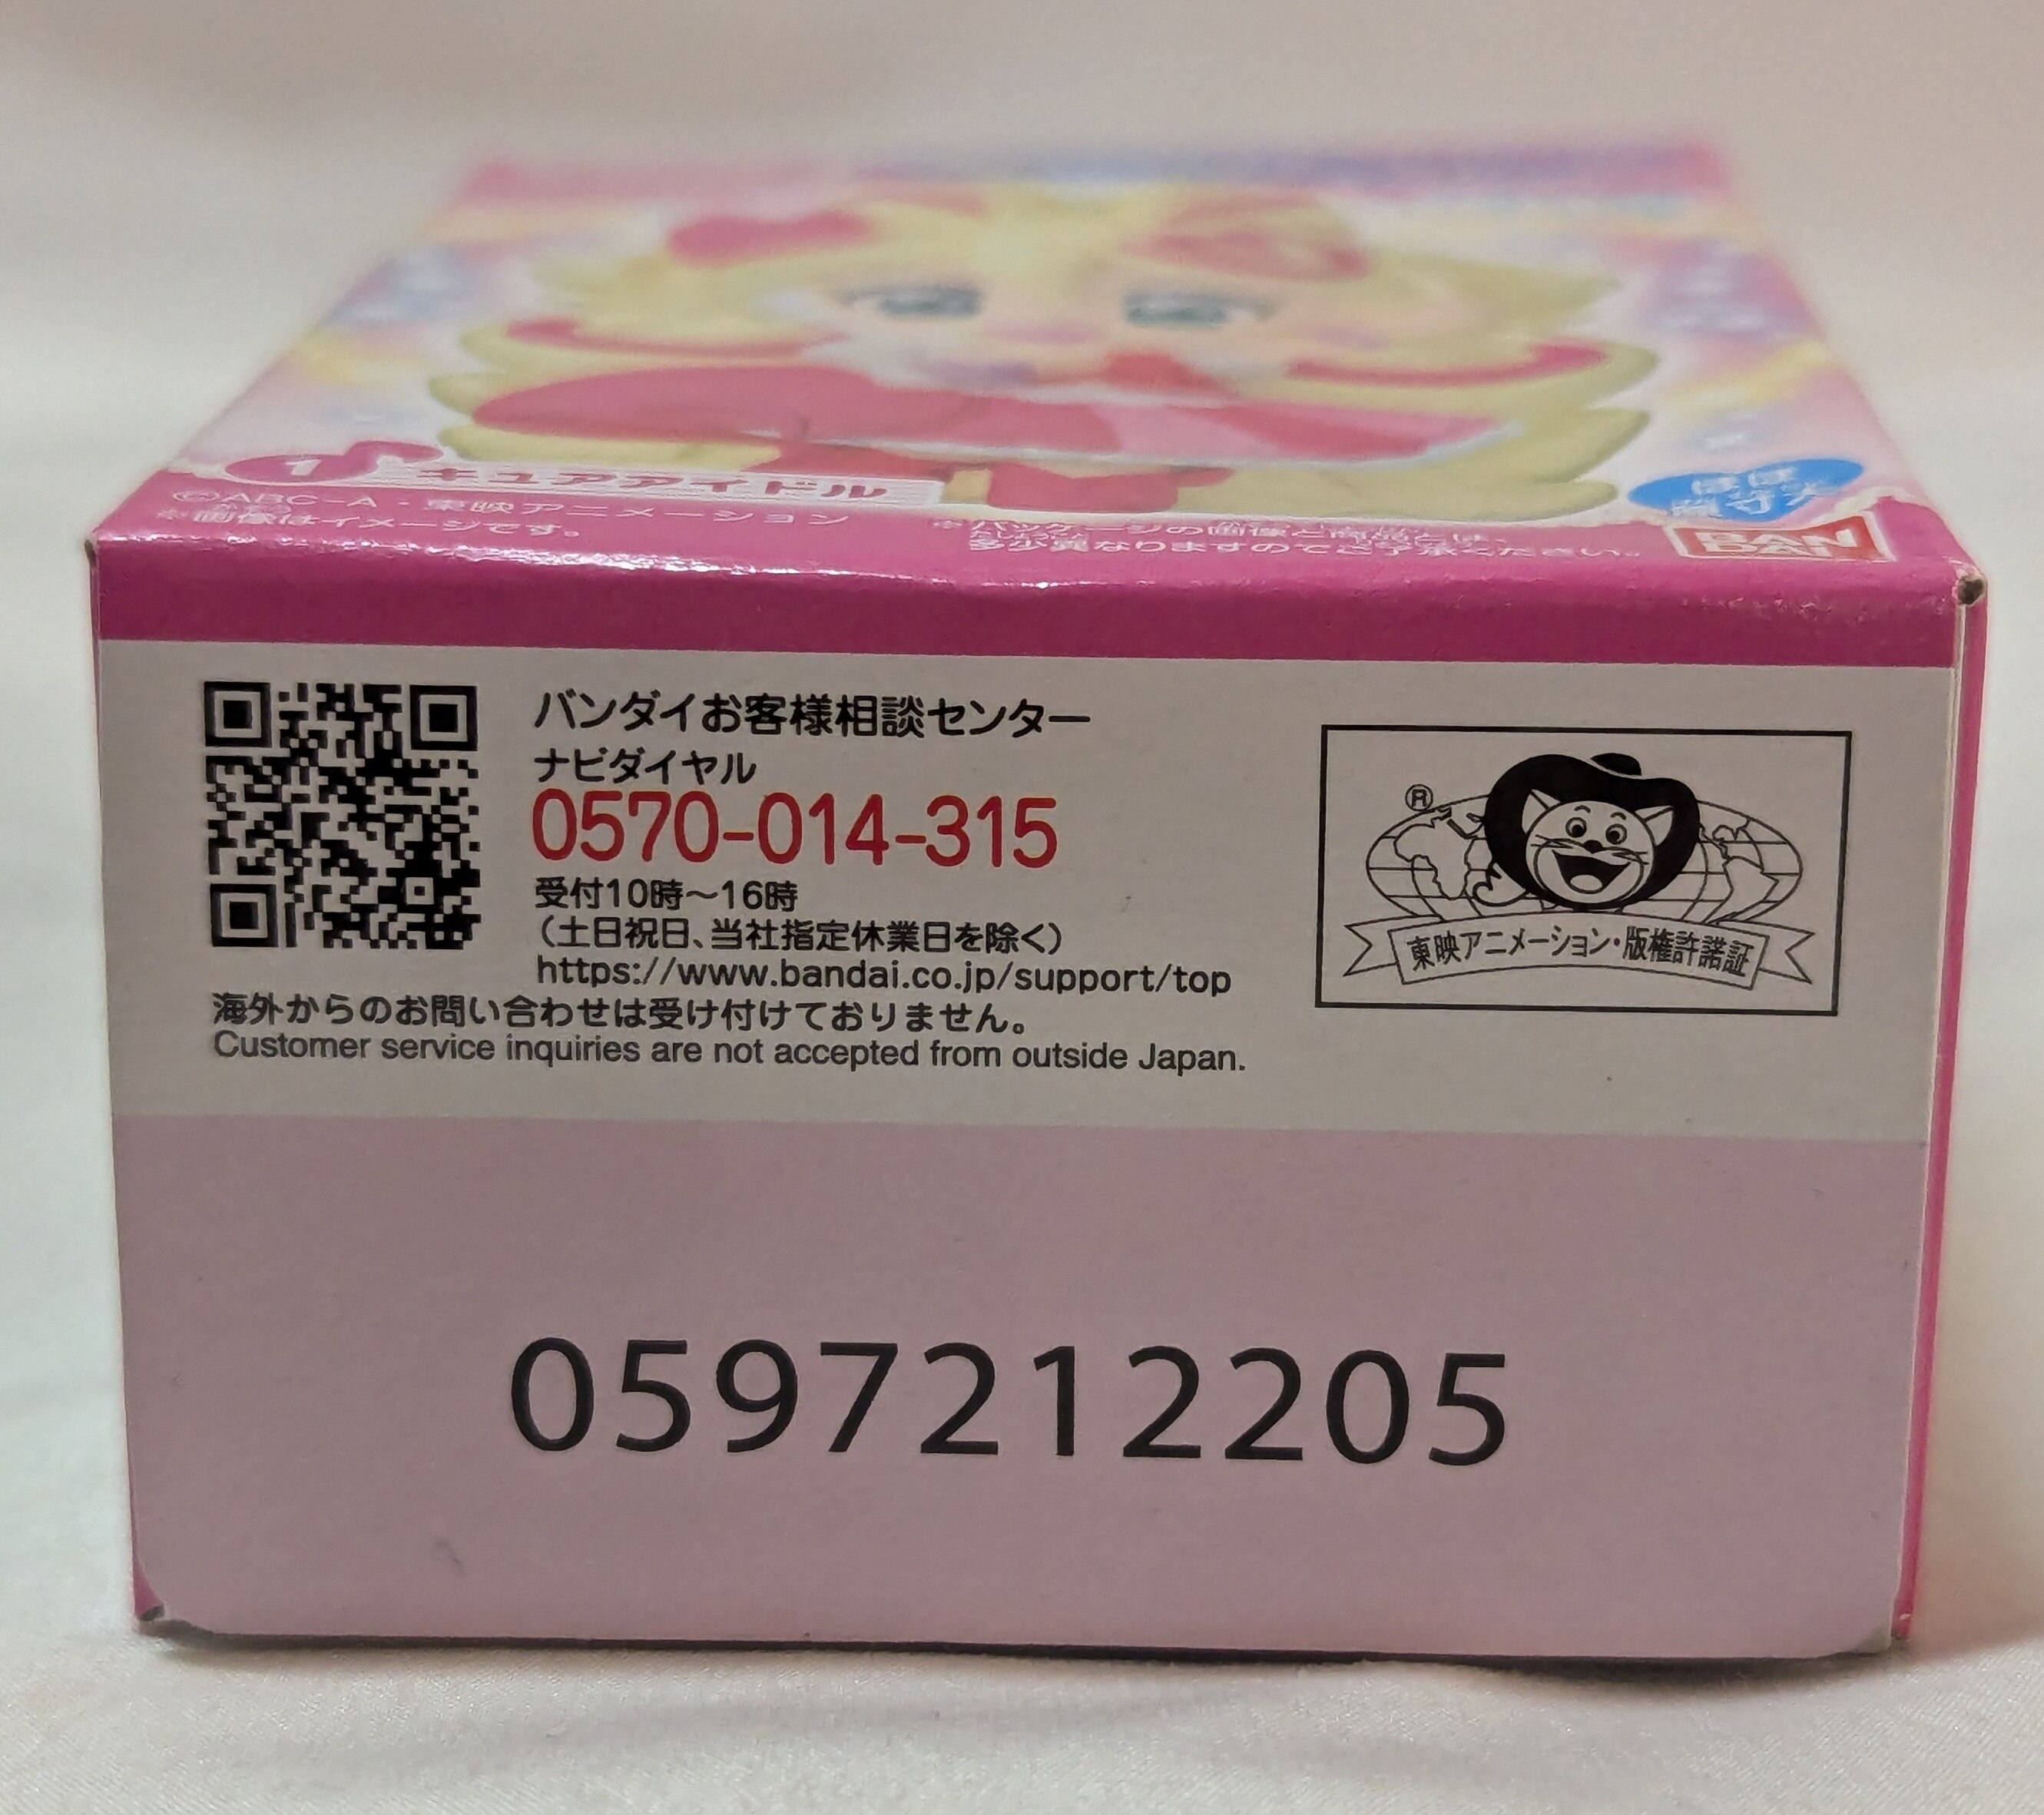 1 キュアアイドル
©ABC-A・東映アニメーション
※画像はイメージです。
※パッケージの画像と商品とは、
多少異なりますのでご了承ください。
BAN
DAI
バンダイお客様相談センター
ナビダイヤル
0570-014-315
受付10時〜16時
（土日祝日、当社指定休業日を除く）
https://www.bandai.co.jp/support/top
海外からのお問い合わせは受け付けておりません。
Customer service inquiries are not accepted from outside Japan.
®
東映アニメーション・版権許諾証
0597212205